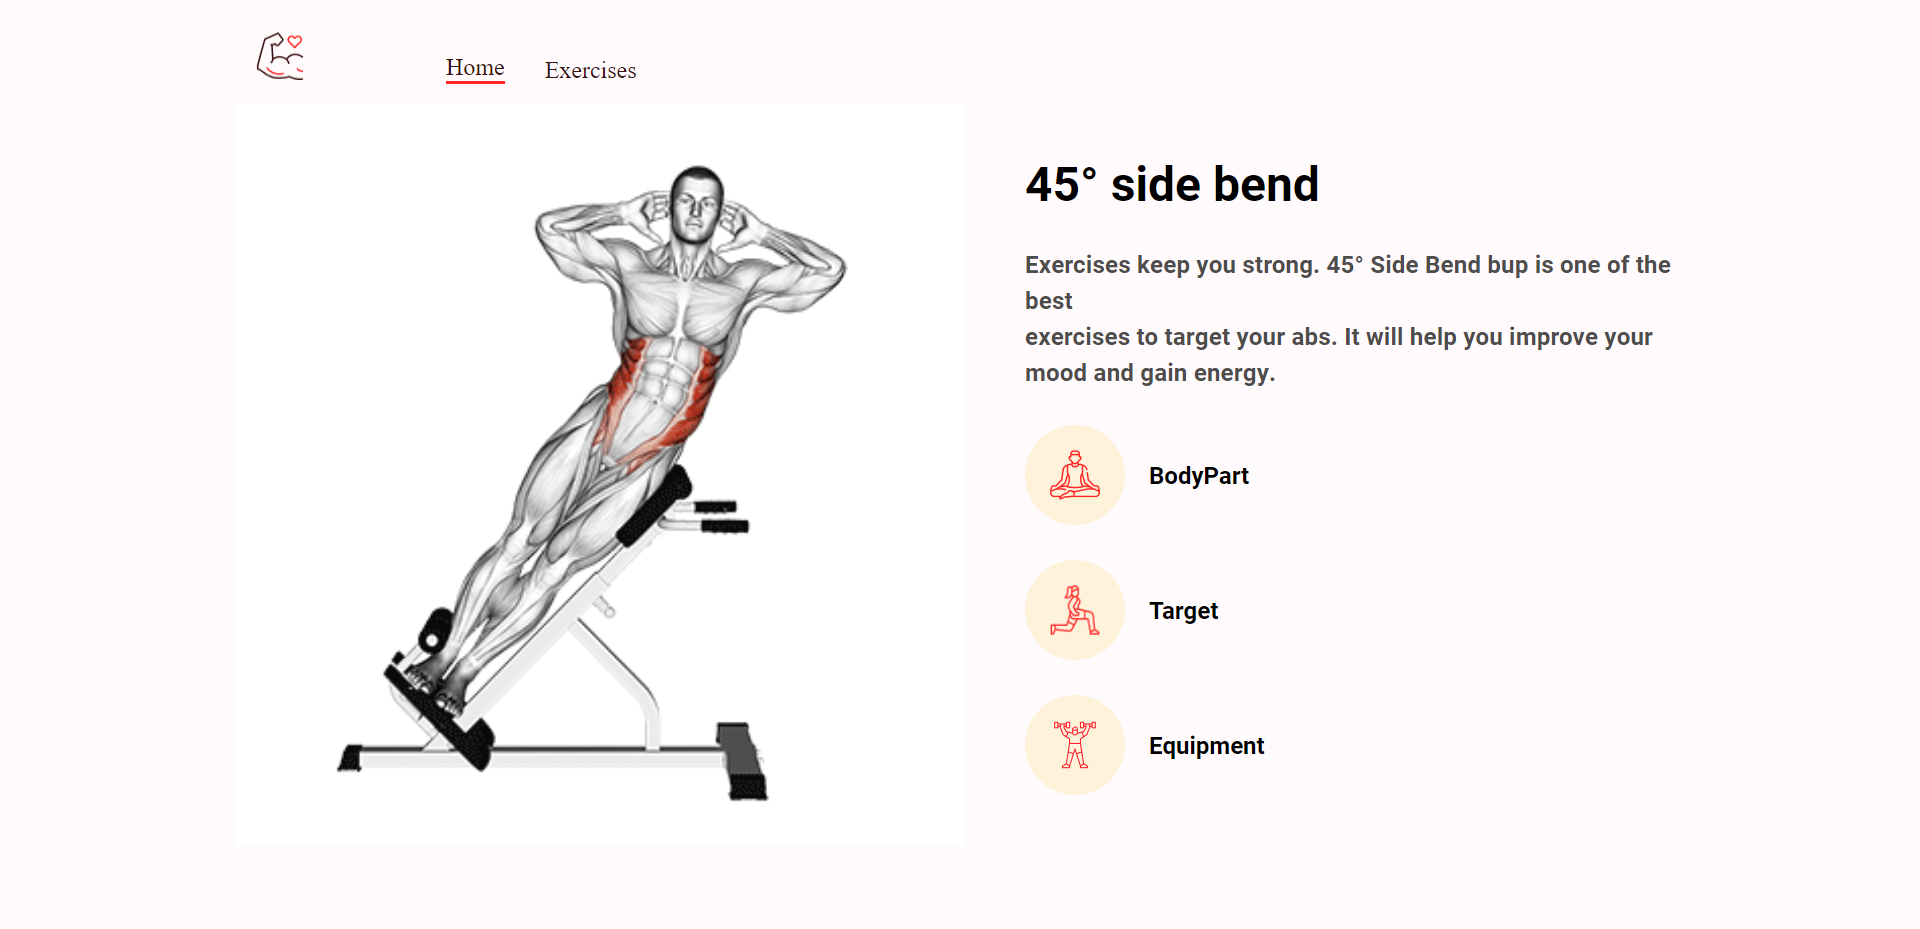 Home
Exercises
45° side bend
Exercises keep you strong. 45° Side Bend bup is one of the
best
exercises to target your abs. It will help you improve your
mood and gain energy.
BodyPart
Target
Equipment